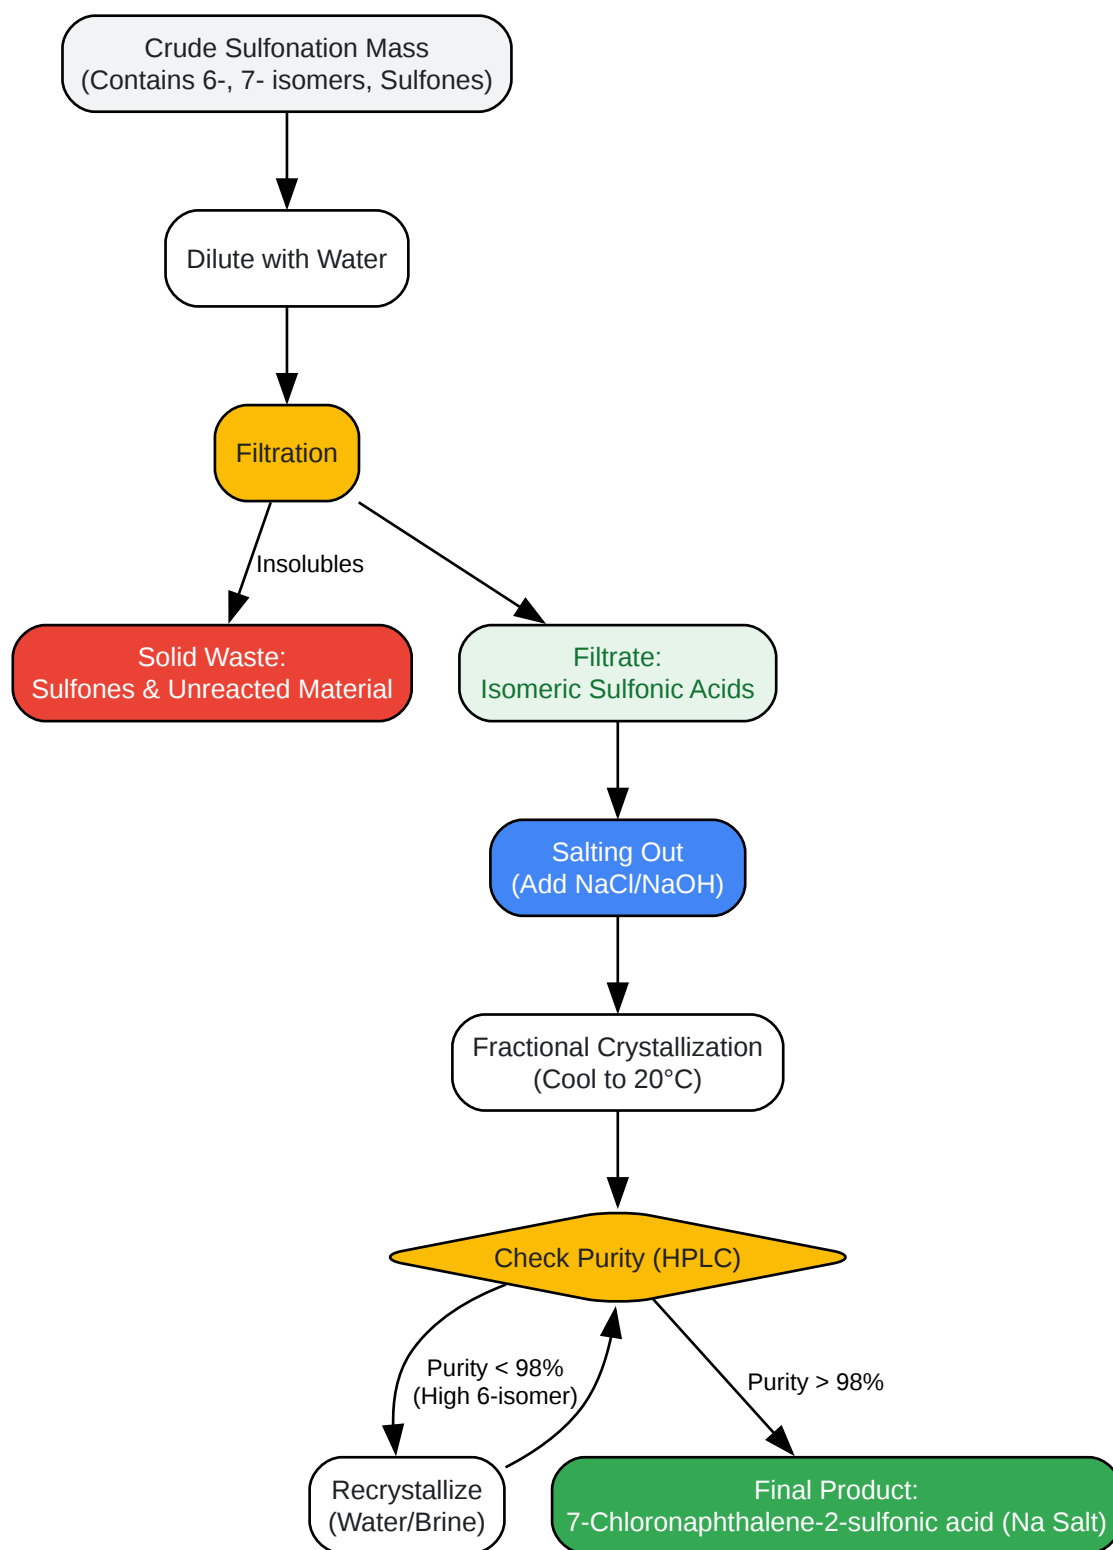 Crude Sulfonation Mass
(Contains 6-, 7- isomers, Sulfones)
Dilute with Water
Filtration
Insolubles
Solid Waste:
Sulfones & Unreacted Material
Filtrate:
Isomeric Sulfonic Acids
Salting Out
(Add NaCl/NaOH)
Fractional Crystallization
(Cool to 20°C)
Check Purity (HPLC)
Purity < 98%
(High 6-isomer)
Purity > 98%
Recrystallize
(Water/Brine)
Final Product:
7-Chloronaphthalene-2-sulfonic acid (Na Salt)